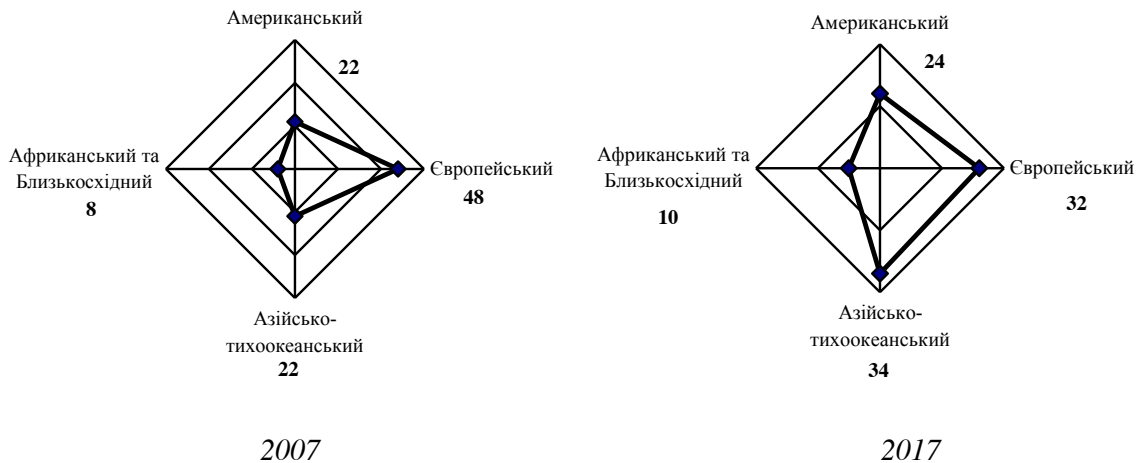 Американський
22
Африканський та
Близькосхідний
8
Європейський
48
Азійсько-
тихоокеанський
22
2007
Американський
24
Африканський та
Близькосхідний
10
Європейський
32
Азійсько-
тихоокеанський
34
2017